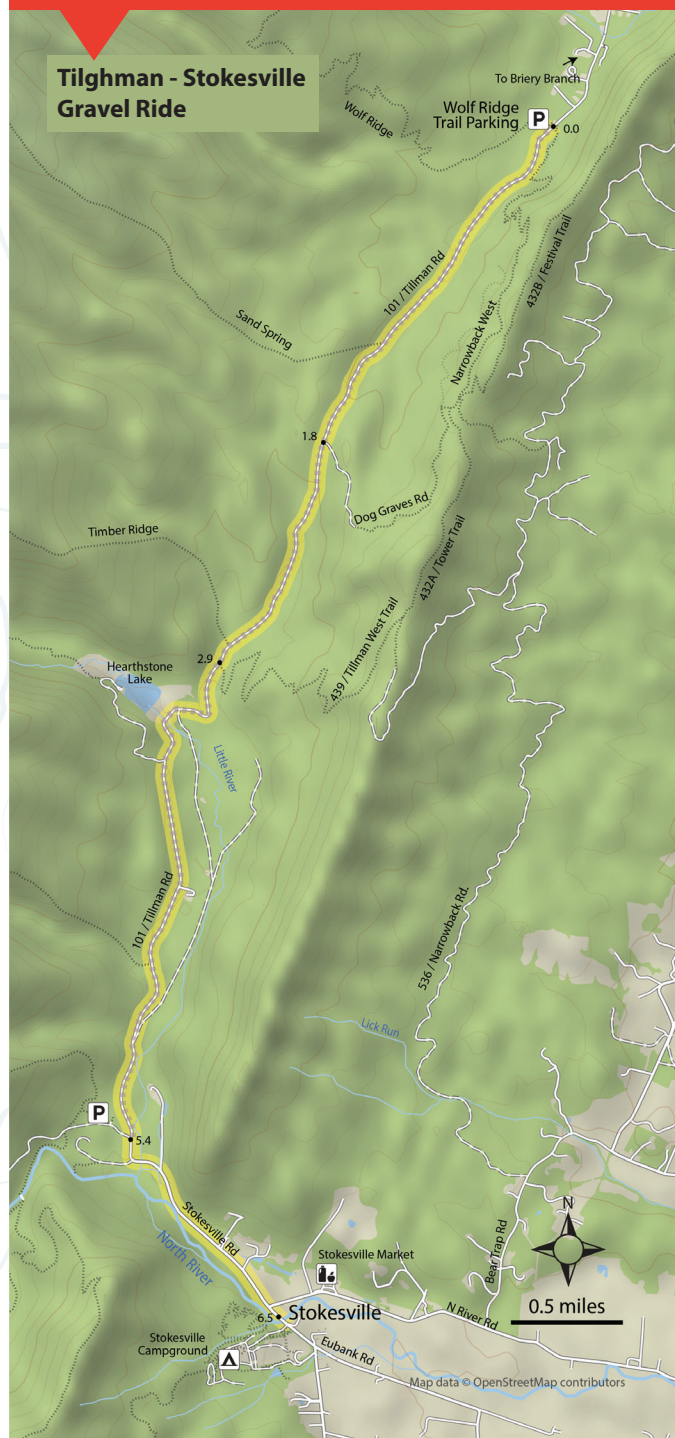 Tilghman - Stokesville
Gravel Ride
To Briery Branch
Wolf Ridge
Trail Parking
P
0.0
Wolf Ridge
432B / Festival Trail
101 / Tillman Rd
Narrowback West
Sand Spring
1.8
Dog Graves Rd
Timber Ridge
432A / Tower Trail
439 / Tillman West Trail
2.9
Hearthstone
Lake
Little River
101 / Tillman Rd
536 / Narrowback Rd.
Lick Run
P
5.4
Stokesville Rd
North River
Bear Trap Rd
N
Stokesville Market
0.5 miles
6.5
Stokesville
N River Rd
Stokesville
Campground
Eubank Rd
Map data © OpenStreetMap contributors